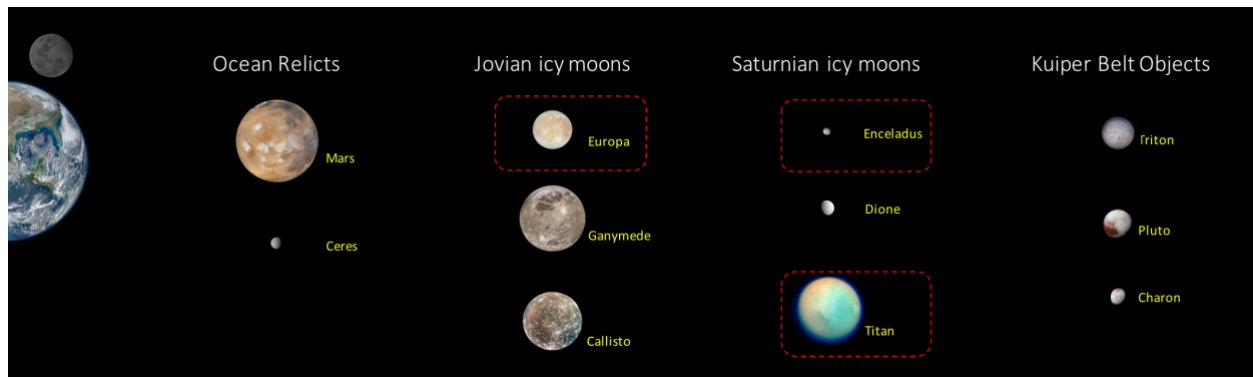 Ocean Relicts
Mars
Ceres
Jovian icy moons
Europa
Ganymede
Callisto
Saturnian icy moons
Enceladus
Dione
Titan
Kuiper Belt Objects
Triton
Pluto
Charon